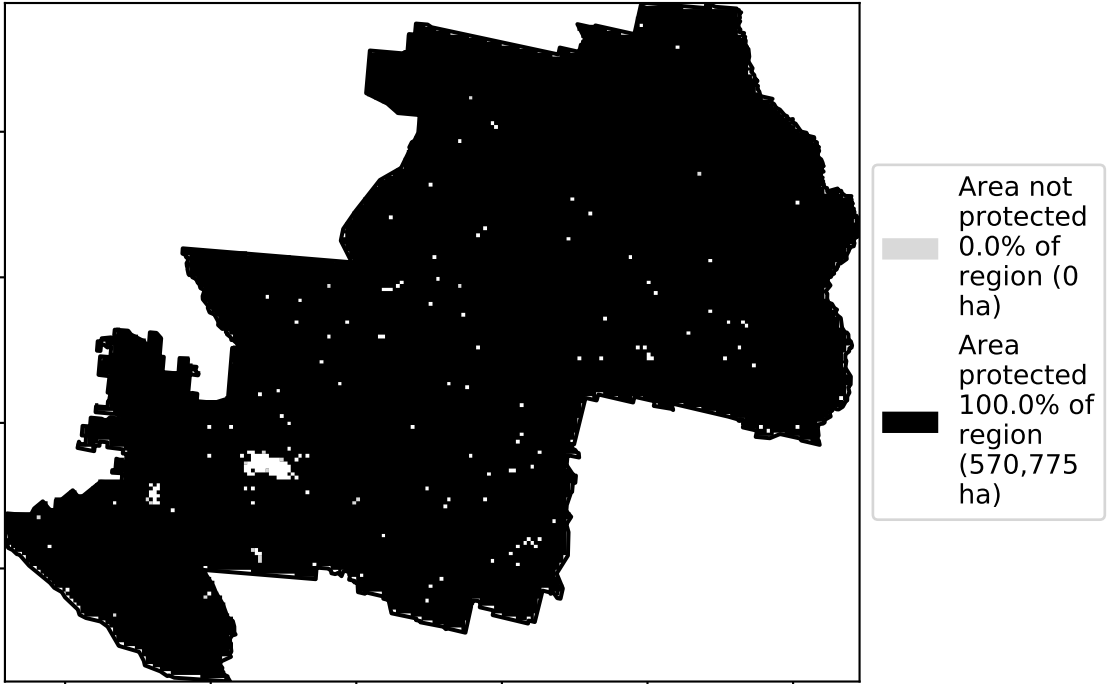 Area not
protected
0.0% of
region (0
ha)
Area
protected
100.0% of
region
(570,775
ha)